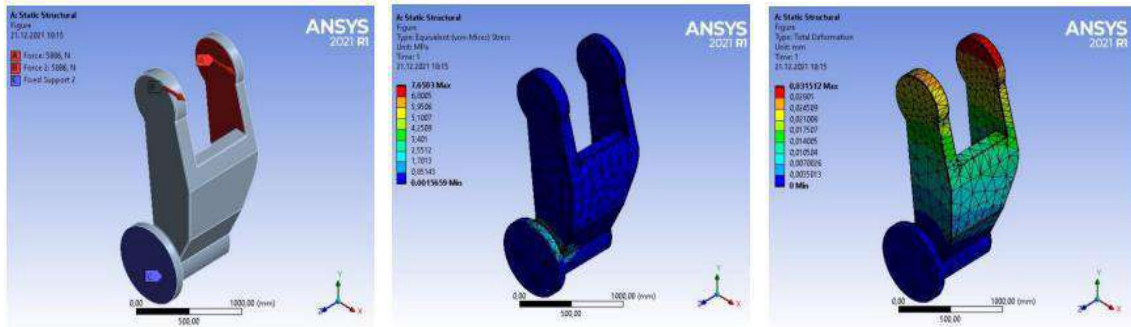 A: Static Structural
Figure
21.12.2021 10:15
A Force: 5886, N
B Force 2: 5886, N
C Fixed Support 2
ANSYS
2021 R1
0,00
1000,00 (mm)
500,00
Y
Z
X
A: Static Structural
Figure
Type: Equivalent (von-Mises) Stress
Unit: MPa
Time: 1
21.12.2021 10:15
7,6503 Max
6,8005
5,9506
5,1007
4,2509
3,401
2,5512
1,7013
0,85145
0,0015659 Min
ANSYS
2021 R1
0,00
1000,00 (mm)
500,00
Y
Z
X
A: Static Structural
Figure
Type: Total Deformation
Unit: mm
Time: 1
21.12.2021 10:15
0,031512 Max
0,02801
0,024509
0,021008
0,017507
0,014005
0,010504
0,0070026
0,0035013
0 Min
ANSYS
2021 R1
0,00
1000,00 (mm)
500,00
Y
Z
X